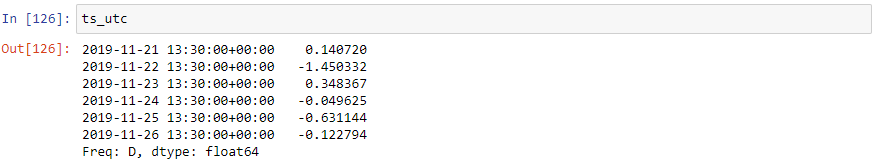 In [126]: ts_utc
Out[126]: 2019-11-21 13:30:00+00:00    0.140720
2019-11-22 13:30:00+00:00   -1.450332
2019-11-23 13:30:00+00:00    0.348367
2019-11-24 13:30:00+00:00   -0.049625
2019-11-25 13:30:00+00:00   -0.631144
2019-11-26 13:30:00+00:00   -0.122794
Freq: D, dtype: float64